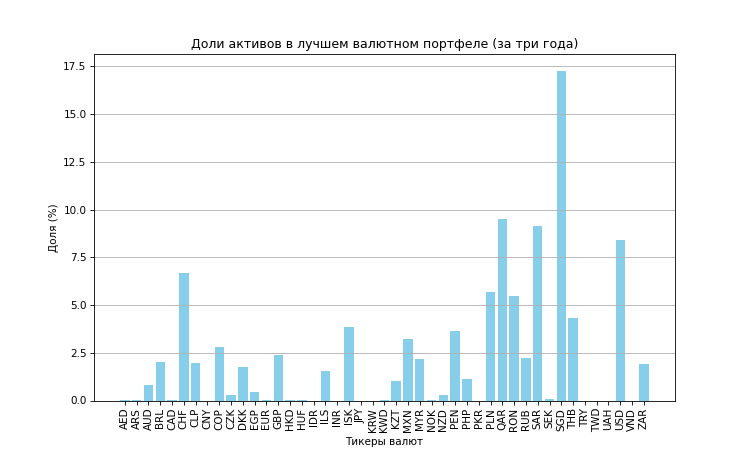 Доли активов в лучшем валютном портфеле (за три года)
Доля (%)
17.5
15.0
12.5
10.0
7.5
5.0
2.5
0.0
AED ARS AUD BRL CAD CHF CLP CNY COP CZK DKK EGP EUR GBP HKD HUF IDR ILS INR ISK JPY KRW KWD KZT MXN MYR NOK NZD PEN PHP PKR PLN QAR RON RUB SAR SEK SGD THB TRY TWD UAH USD VND ZAR
Тикеры валют